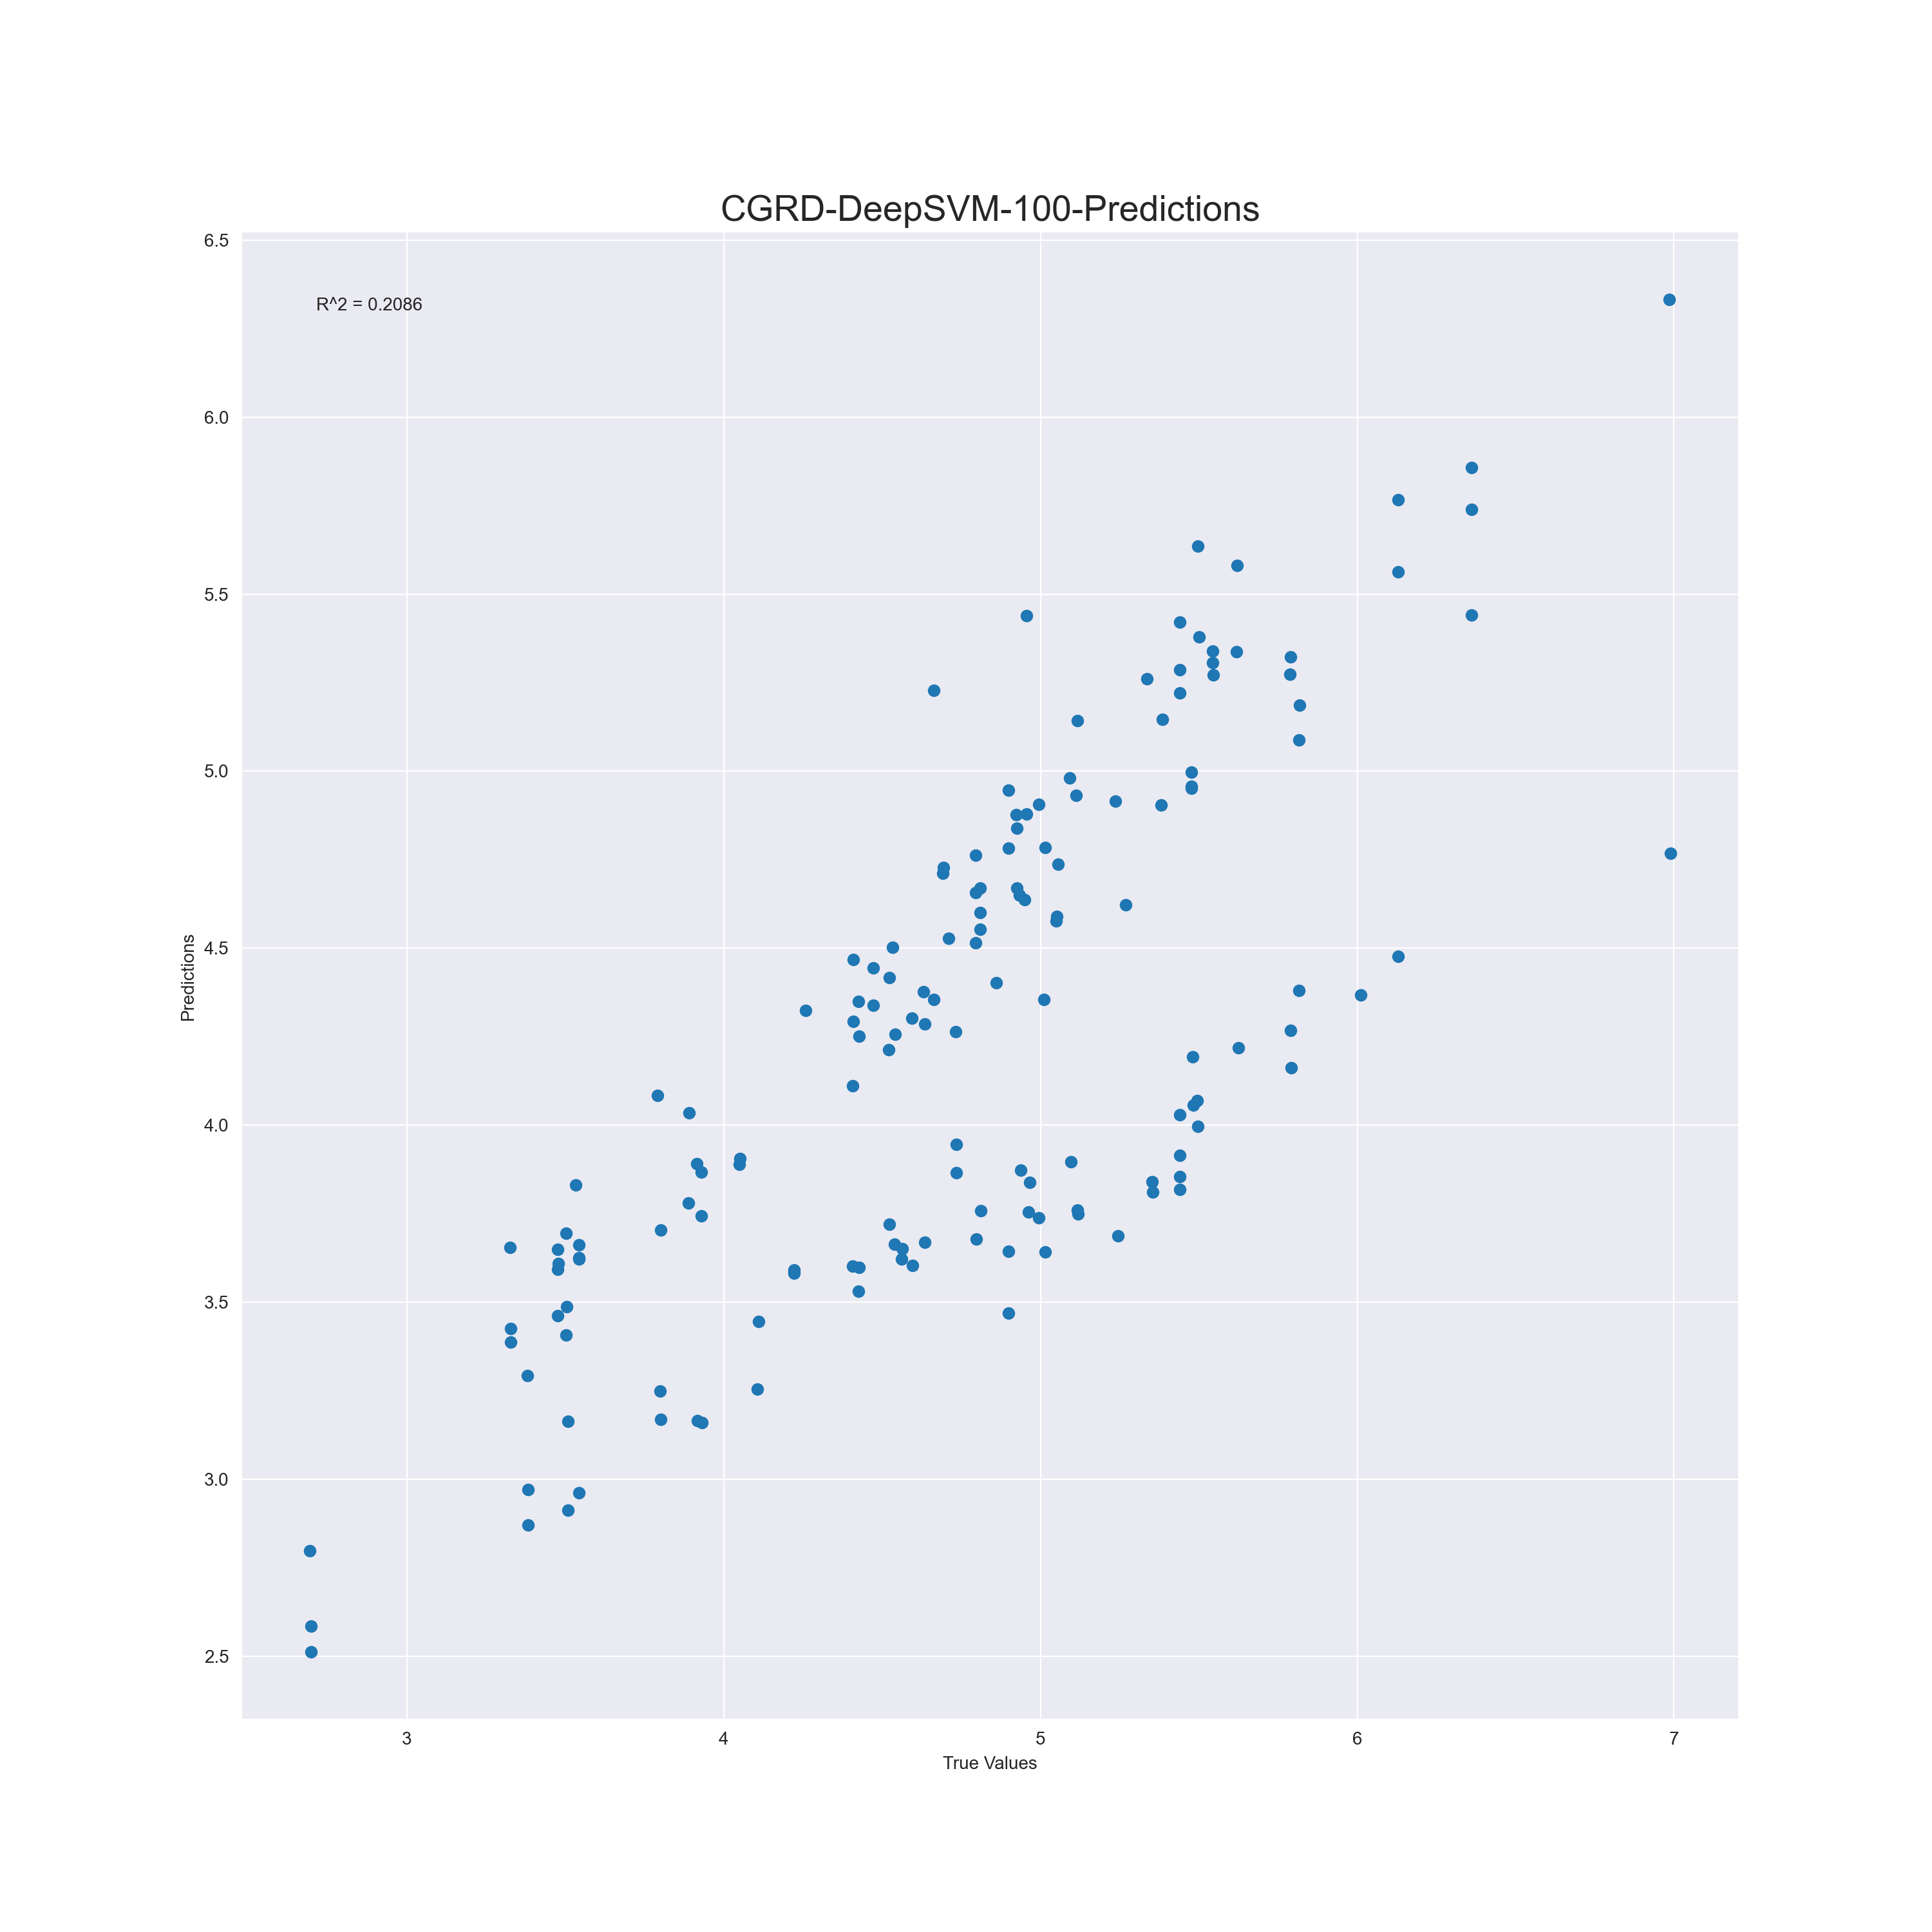 CGRD-DeepSVM-100-Predictions
R^2 = 0.2086
6.5
6.0
5.5
5.0
4.5
4.0
3.5
3.0
2.5
Predictions
3 4 5 6 7
True Values